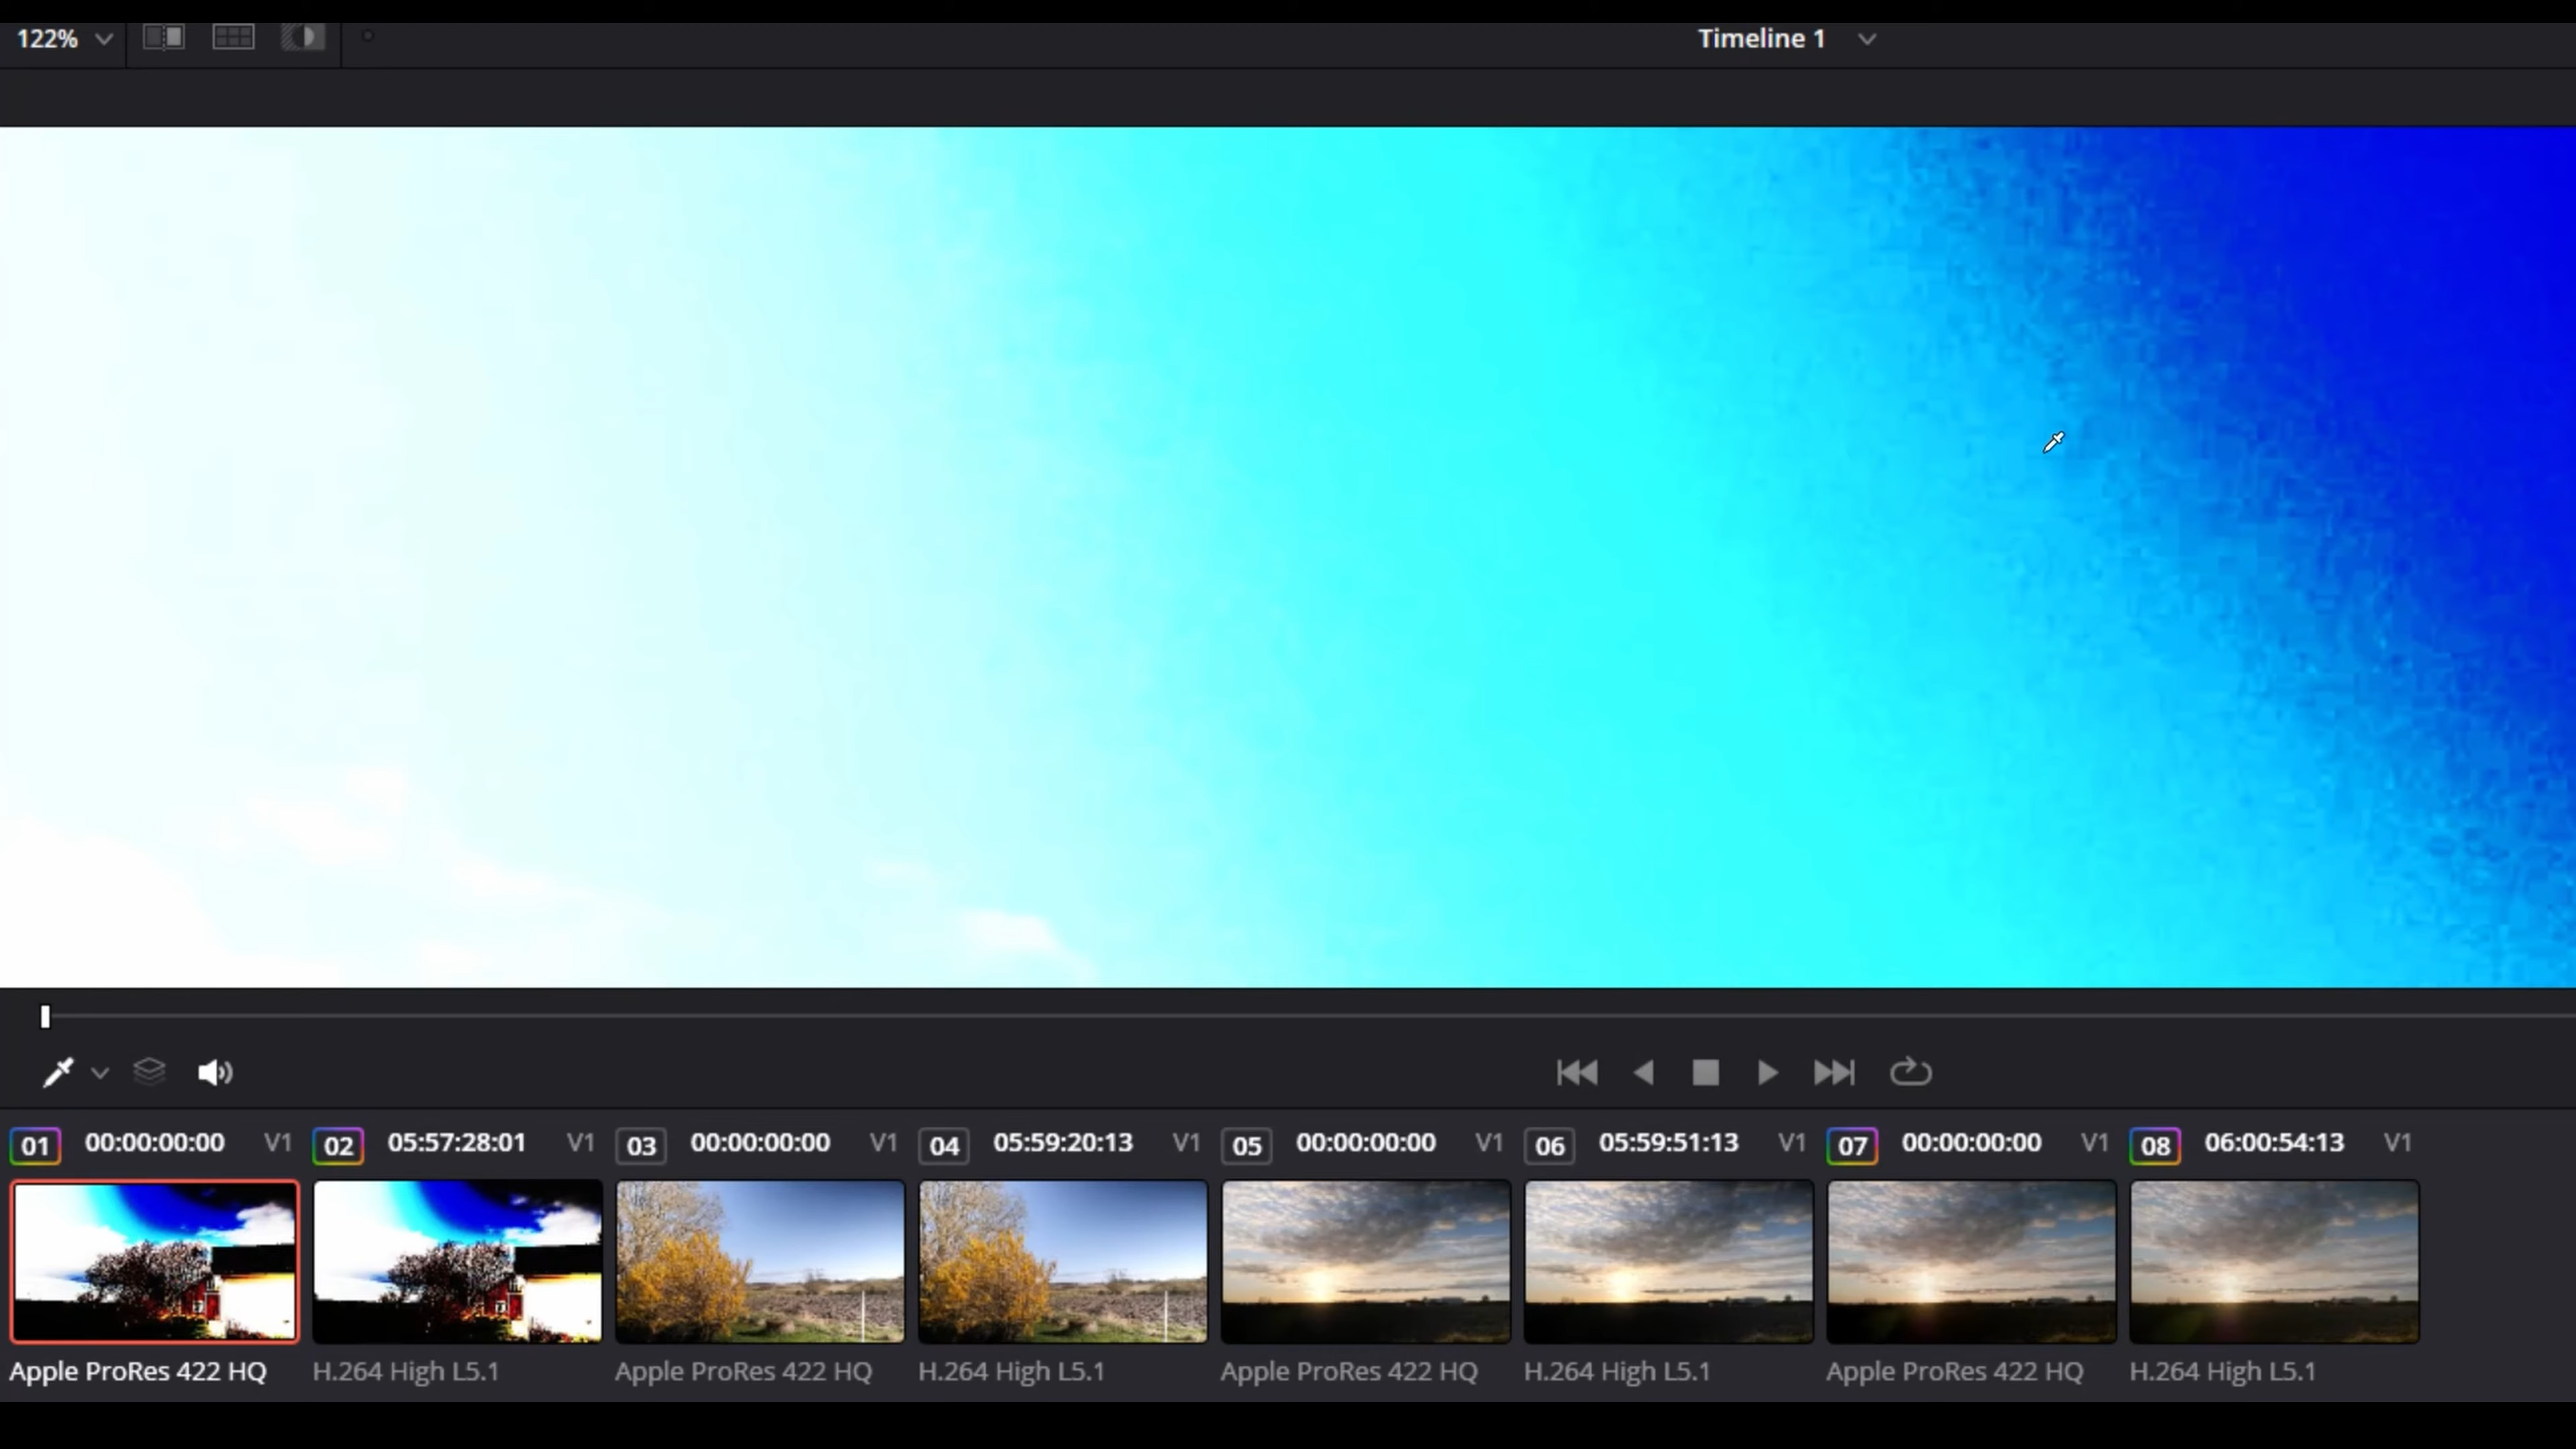 122%
Timeline 1
01 00:00:00:00 V1 02 05:57:28:01 V1 03 00:00:00:00 V1 04 05:59:20:13 V1 05 00:00:00:00 V1 06 05:59:51:13 V1 07 00:00:00:00 V1 08 06:00:54:13 V1
Apple ProRes 422 HQ H.264 High L5.1 Apple ProRes 422 HQ H.264 High L5.1 Apple ProRes 422 HQ H.264 High L5.1 Apple ProRes 422 HQ H.264 High L5.1